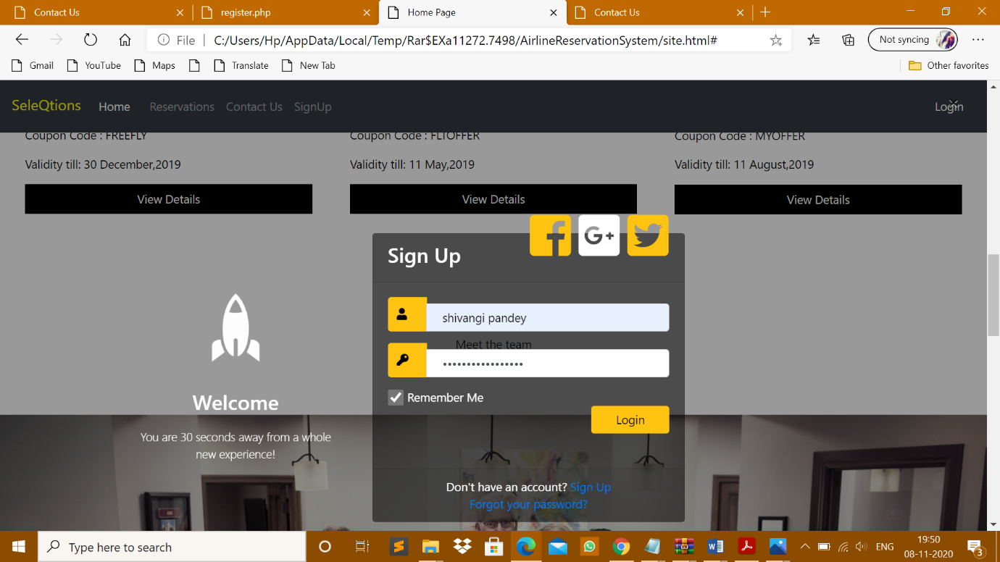 Contact Us
register.php
Home Page
Contact Us
File
C:/Users/Hp/AppData/Local/Temp/Rar$EXa11272.7498/AirlineReservationSystem/site.html#
Not syncing
Gmail
YouTube
Maps
Translate
New Tab
Other favorites
SeleQtions
Home
Reservations
Contact Us
SignUp
Login
Coupon Code : FREEFLY
Coupon Code : FLTOFFER
Coupon Code : MYOFFER
Validity till: 30 December,2019
Validity till: 11 May,2019
Validity till: 11 August,2019
View Details
View Details
View Details
G+
Sign Up
shivangi pandey
Meet the team
Remember Me
Login
Welcome
You are 30 seconds away from a whole
new experience!
Don't have an account? Sign Up
Forgot your password?
Type here to search
ENG
19:50
08-11-2020
3